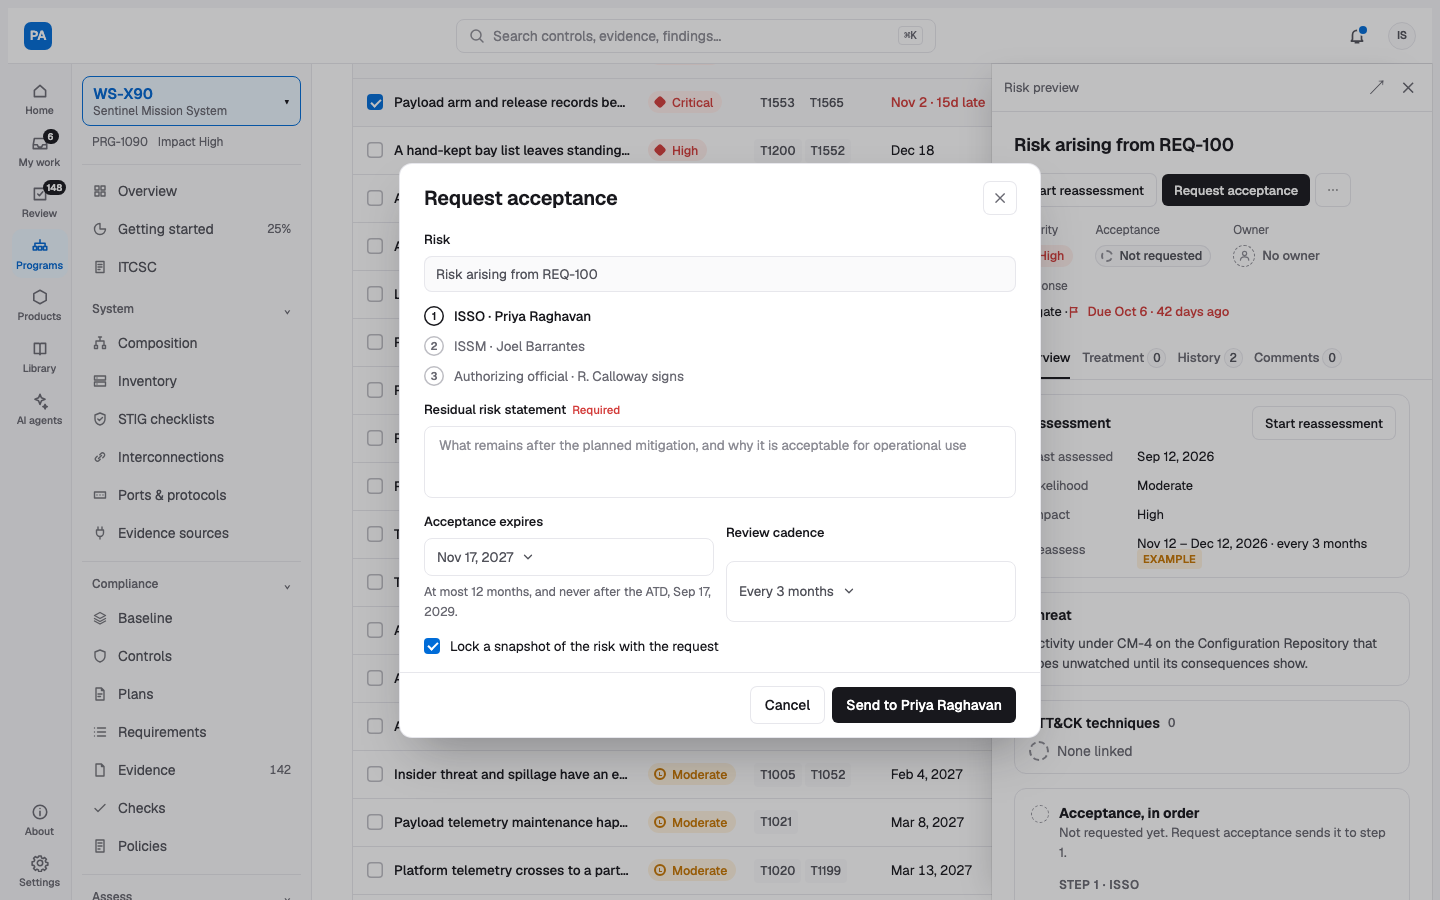 PA
Search controls, evidence, findings...
⌘K
IS
Home
6
My work
148
Review
Programs
Products
Library
AI agents
About
Settings
WS-X90
Sentinel Mission System
PRG-1090 Impact High
Overview
Getting started 25%
ITCSC
System
Composition
Inventory
STIG checklists
Interconnections
Ports & protocols
Evidence sources
Compliance
Baseline
Controls
Plans
Requirements
Evidence 142
Checks
Policies
Assess
Payload arm and release records be... Critical T1553 T1565 Nov 2 · 15d late
A hand-kept bay list leaves standing... High T1200 T1552 Dec 18
Insider threat and spillage have an e... Moderate T1005 T1052 Feb 4, 2027
Payload telemetry maintenance hap... Moderate T1021 Mar 8, 2027
Platform telemetry crosses to a part... Moderate T1020 T1199 Mar 13, 2027
Request acceptance
Risk
Risk arising from REQ-100
1 ISSO · Priya Raghavan
2 ISSM · Joel Barrantes
3 Authorizing official · R. Calloway signs
Residual risk statement Required
What remains after the planned mitigation, and why it is acceptable for operational use
Acceptance expires
Nov 17, 2027
At most 12 months, and never after the ATD, Sep 17,
2029.
Review cadence
Every 3 months
Lock a snapshot of the risk with the request
Cancel
Send to Priya Raghavan
Risk preview
Risk arising from REQ-100
art reassessment
Request acceptance
...
rity Acceptance Owner
High Not requested No owner
onse
gate · Due Oct 6 · 42 days ago
rview Treatment 0 History 2 Comments 0
ssessment Start reassessment
ast assessed Sep 12, 2026
kelihood Moderate
mpact High
eassess Nov 12 – Dec 12, 2026 · every 3 months
EXAMPLE
hreat
ctivity under CM-4 on the Configuration Repository that
oes unwatched until its consequences show.
TT&CK techniques 0
None linked
Acceptance, in order
Not requested yet. Request acceptance sends it to step
1.
STEP 1 · ISSO